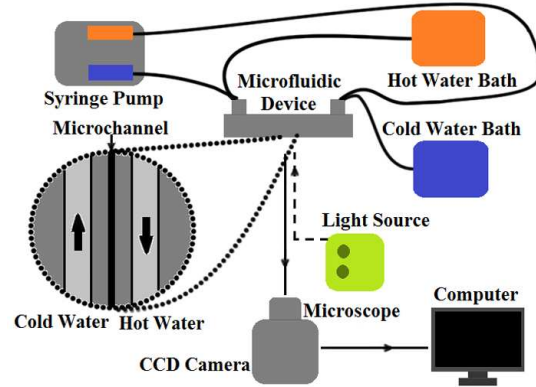 Syringe Pump
Microfluidic
Device
Hot Water Bath
Microchannel
Cold Water Bath
Light Source
Cold Water
Hot Water
Microscope
CCD Camera
Computer